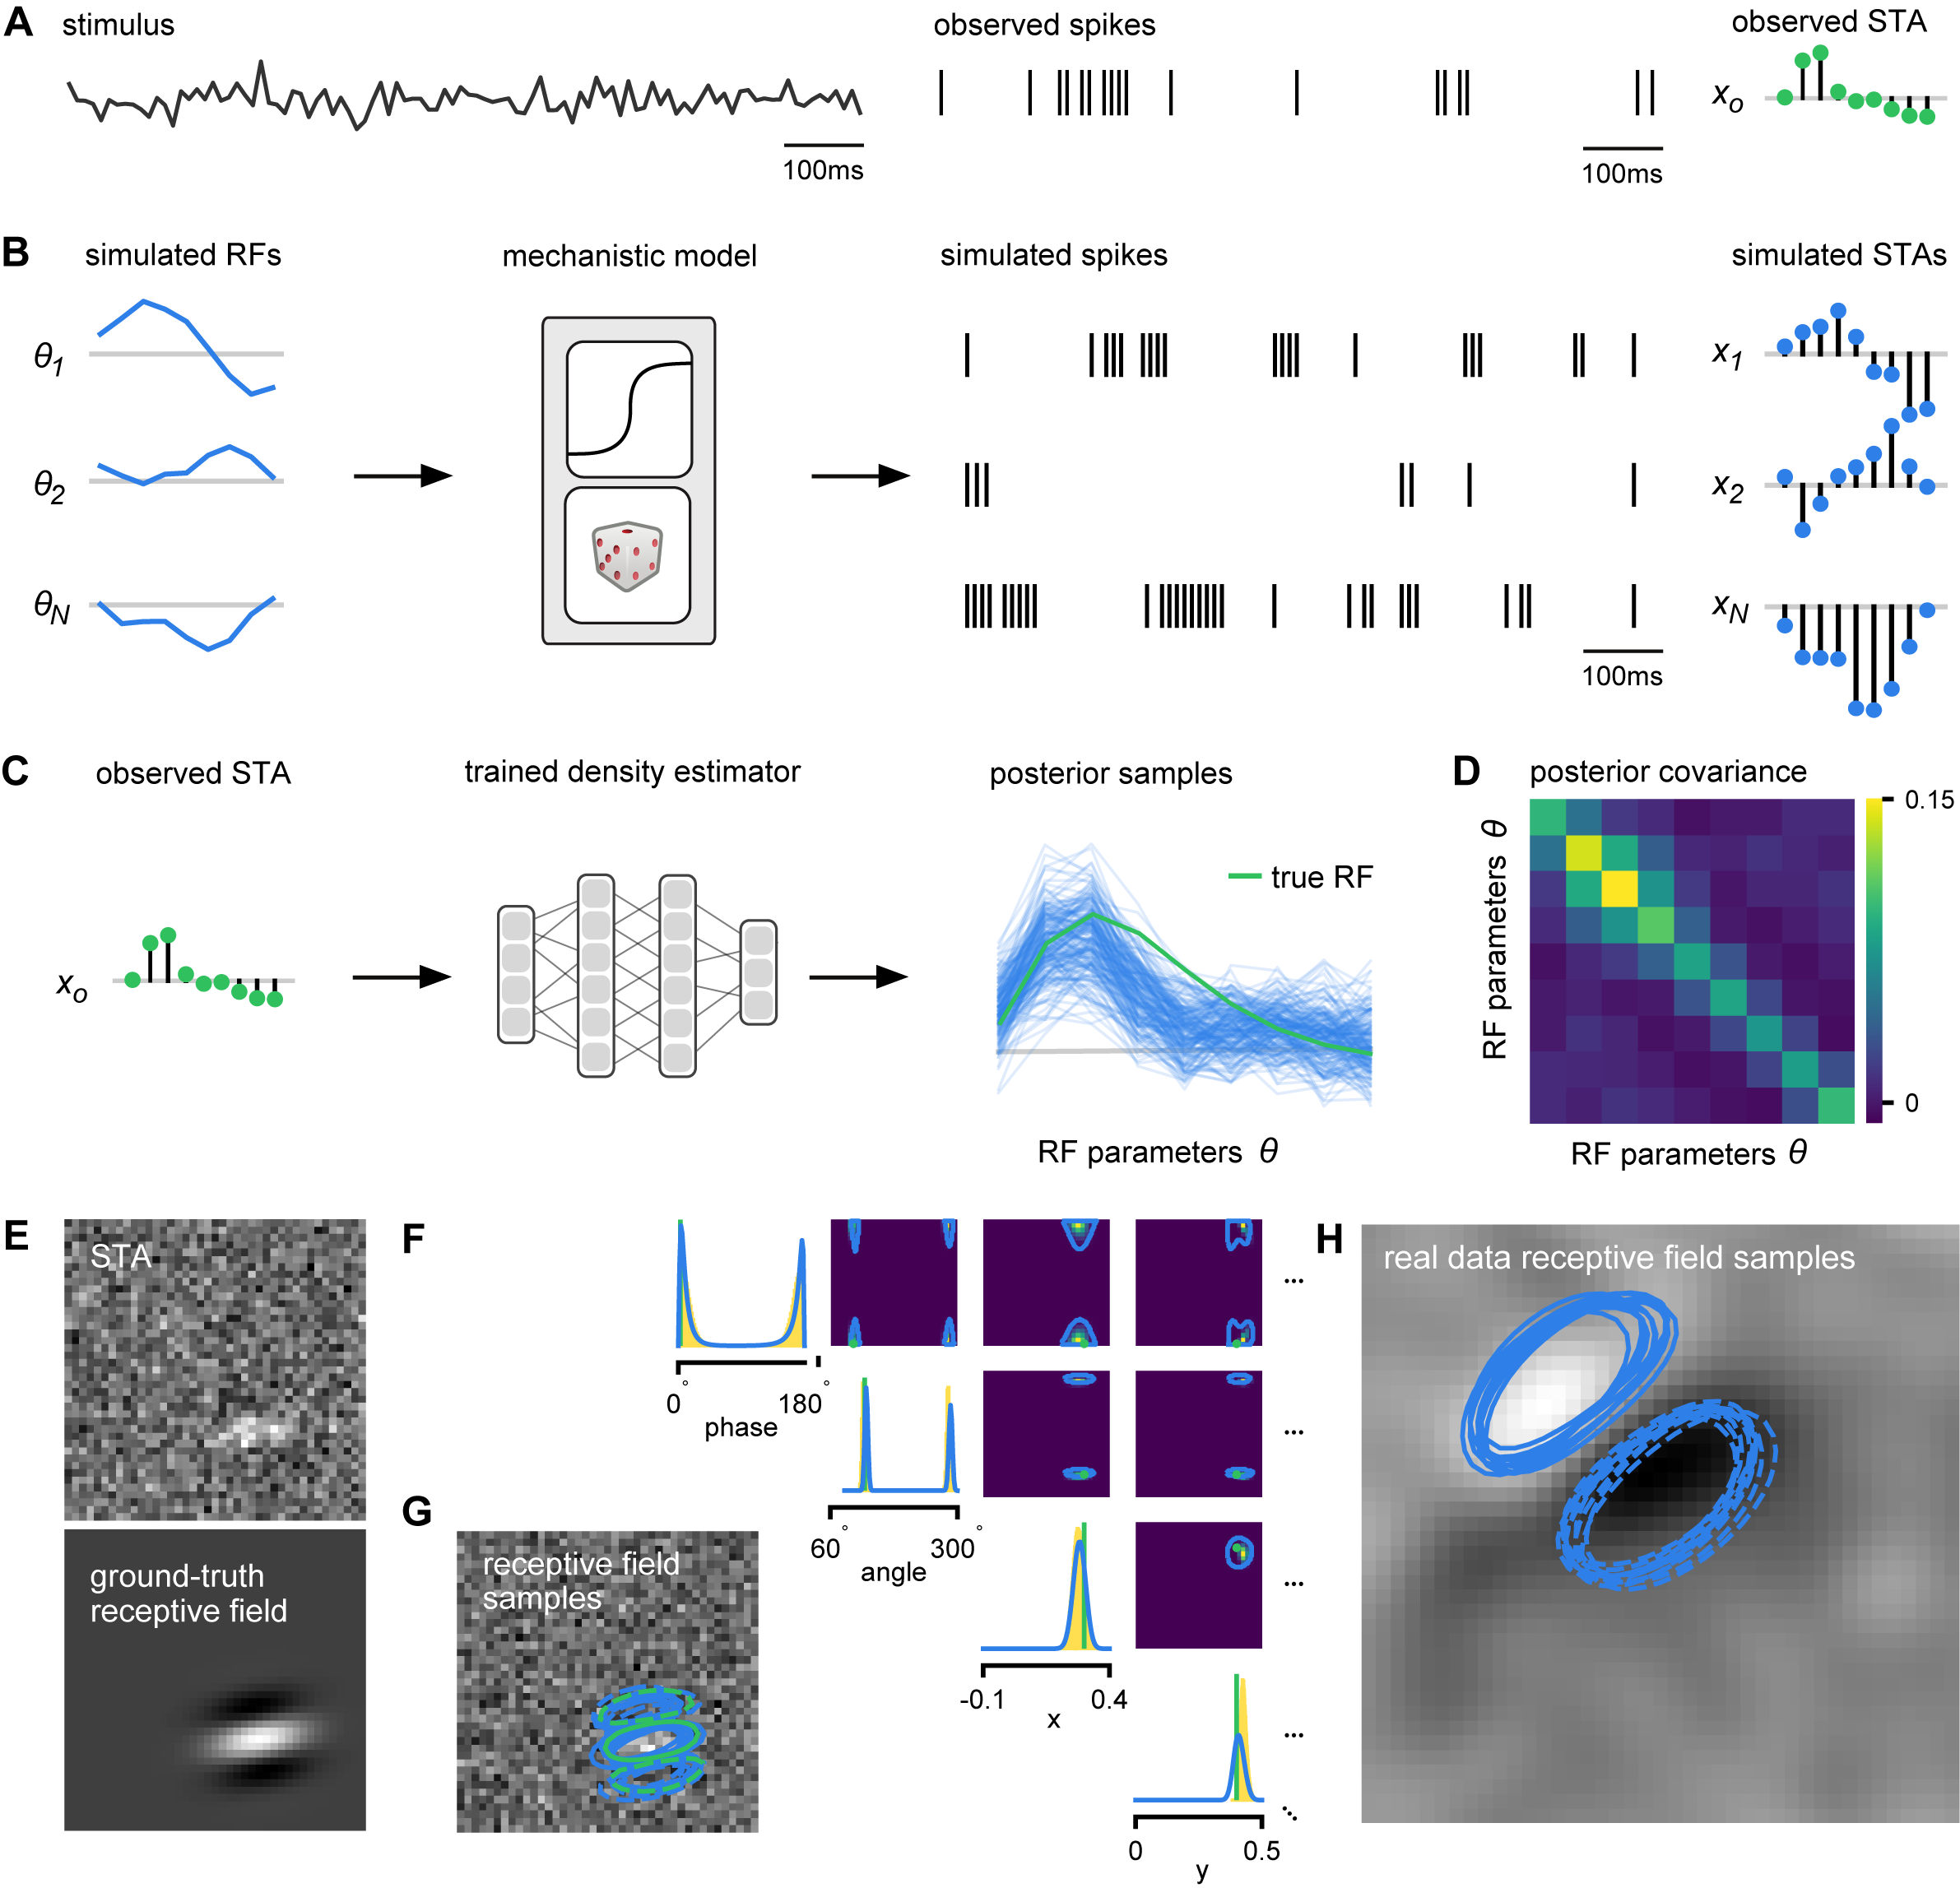 A
stimulus
observed spikes
observed STA
xo
100ms
100ms
B
simulated RFs
mechanistic model
simulated spikes
simulated STAs
θ1
x1
θ2
x2
θN
xN
100ms
C
observed STA
trained density estimator
posterior samples
D
posterior covariance
0.15
true RF
xo
RF parameters θ
0
RF parameters θ
RF parameters θ
E
STA
F
...
0° 180°
phase
...
60° 300°
angle
...
-0.1 0.4
x
...
0 0.5
y
ground-truth
receptive field
G
receptive field
samples
H
real data receptive field samples